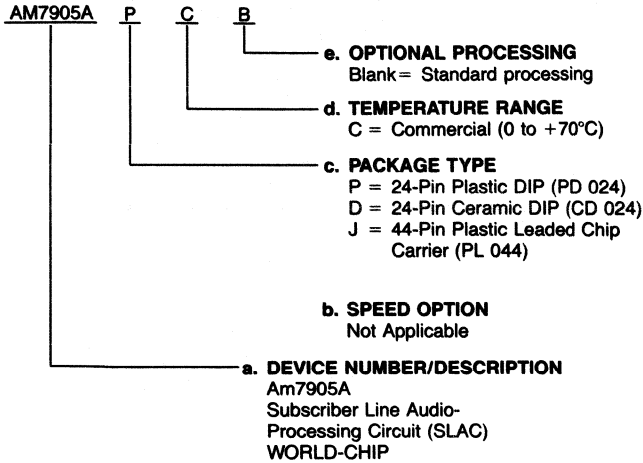 AM7905A P C B
e. OPTIONAL PROCESSING
Blank = Standard processing
d. TEMPERATURE RANGE
C = Commercial (0 to +70°C)
c. PACKAGE TYPE
P = 24-Pin Plastic DIP (PD 024)
D = 24-Pin Ceramic DIP (CD 024)
J = 44-Pin Plastic Leaded Chip
Carrier (PL 044)
b. SPEED OPTION
Not Applicable
a. DEVICE NUMBER/DESCRIPTION
Am7905A
Subscriber Line Audio-
Processing Circuit (SLAC)
WORLD-CHIP